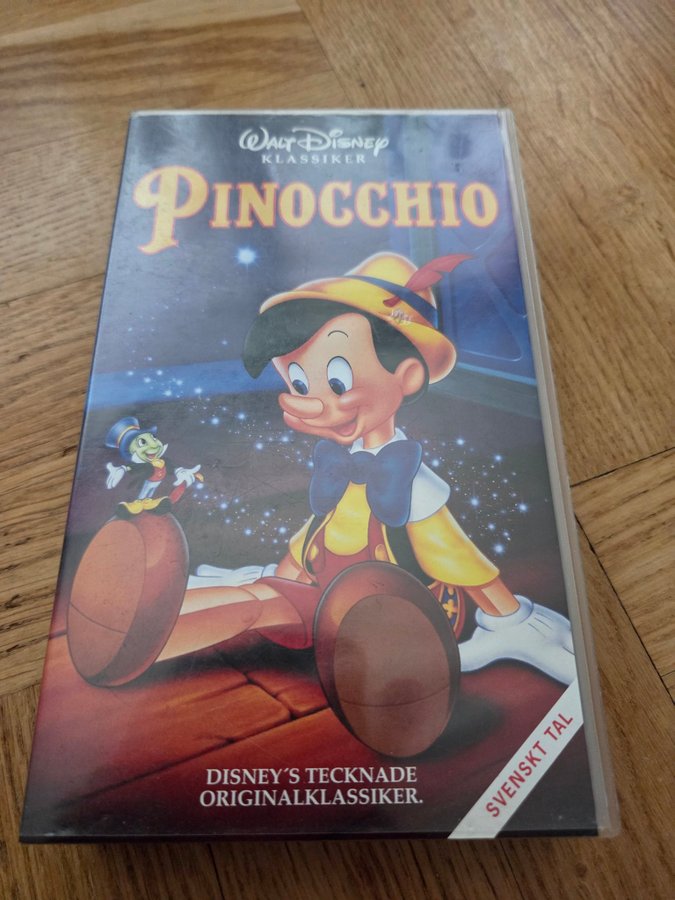 Walt Disney
KLASSIKER
PINOCCHIO
DISNEY'S TECKNADE
ORIGINALKLASSIKER.
SVENSKT TAL